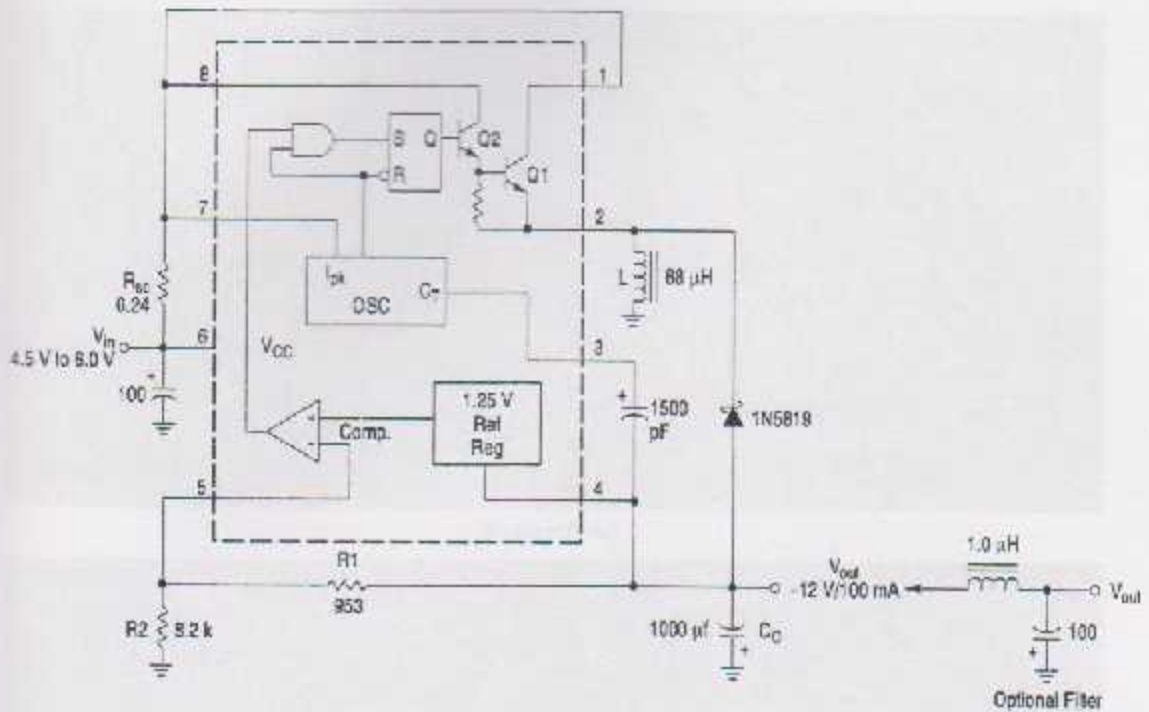 8
1
S Q
Q2
R
Q1
7
2
Ipk
OSC
CT
L
68 µH
Rsc
0.24
Vin
4.5 V to 6.0 V
6
VCC
3
100
+
1.25 V
Ref
Reg
+
-
Comp.
+
1500
pF
1N5819
5
4
R1
953
R2
8.2 k
Vout
-12 V/100 mA
1.0 µH
Vout
1000 µf
CO
+
100
+
Optional Filter